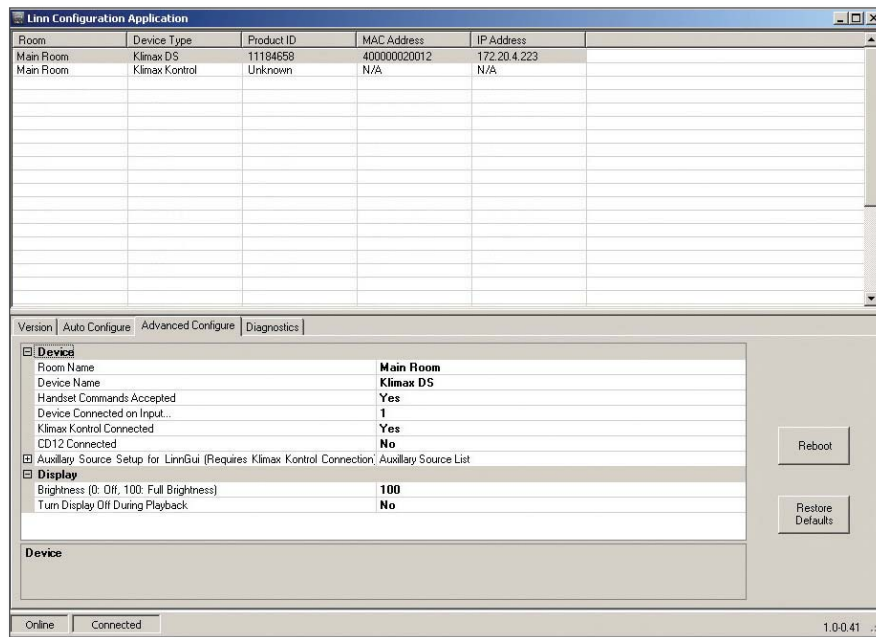 Linn Configuration Application
Room Device Type Product ID MAC Address IP Address
Main Room Klimax DS 11184658 400000020012 172.20.4.223
Main Room Klimax Kontrol Unknown N/A N/A
Version Auto Configure Advanced Configure Diagnostics
Device
Room Name Main Room
Device Name Klimax DS
Handset Commands Accepted Yes
Device Connected on Input... 1
Klimax Kontrol Connected Yes
CD12 Connected No
Auxillary Source Setup for LinnGui (Requires Klimax Kontrol Connection) Auxillary Source List
Display
Brightness (0: Off, 100: Full Brightness) 100
Turn Display Off During Playback No
Reboot
Restore
Defaults
Device
Online Connected 1.0-0.41